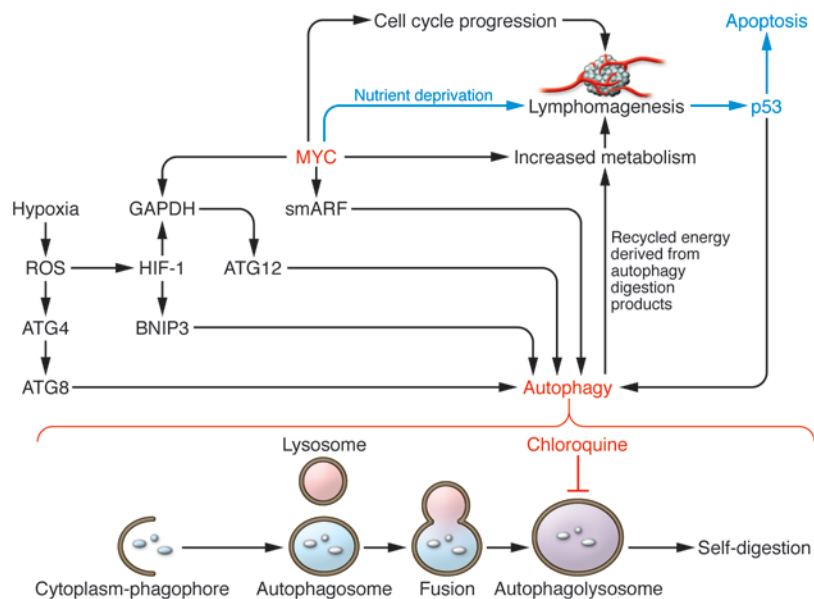 Cell cycle progression
Apoptosis
Nutrient deprivation
Lymphomagenesis
p53
MYC
Increased metabolism
Hypoxia
GAPDH
smARF
Recycled energy
derived from
autophagy
digestion
products
ROS
HIF-1
ATG12
ATG4
BNIP3
ATG8
Autophagy
Lysosome
Chloroquine
Self-digestion
Cytoplasm-phagophore
Autophagosome
Fusion
Autophagolysosome